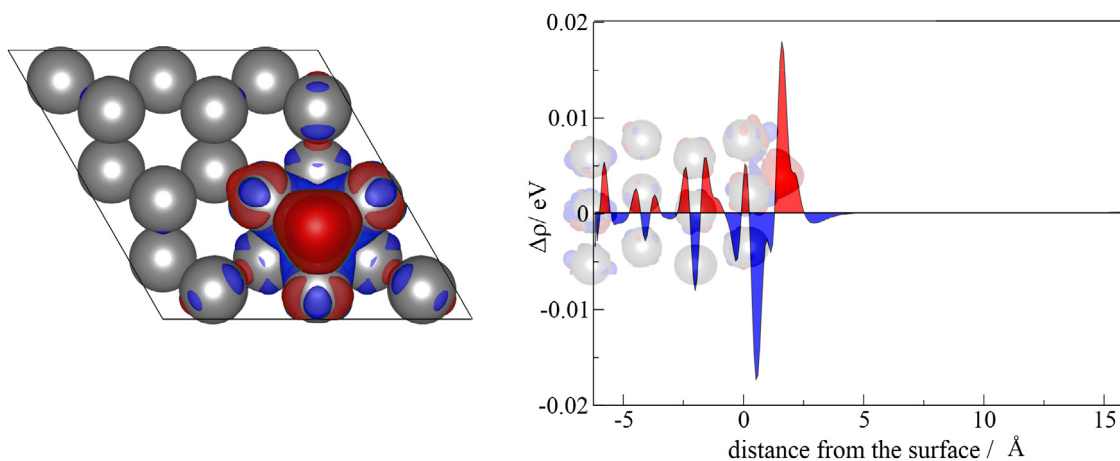 0.02
0.01
0
-0.01
-0.02
Δρ/ eV
-5 0 5 10 15
distance from the surface / Å